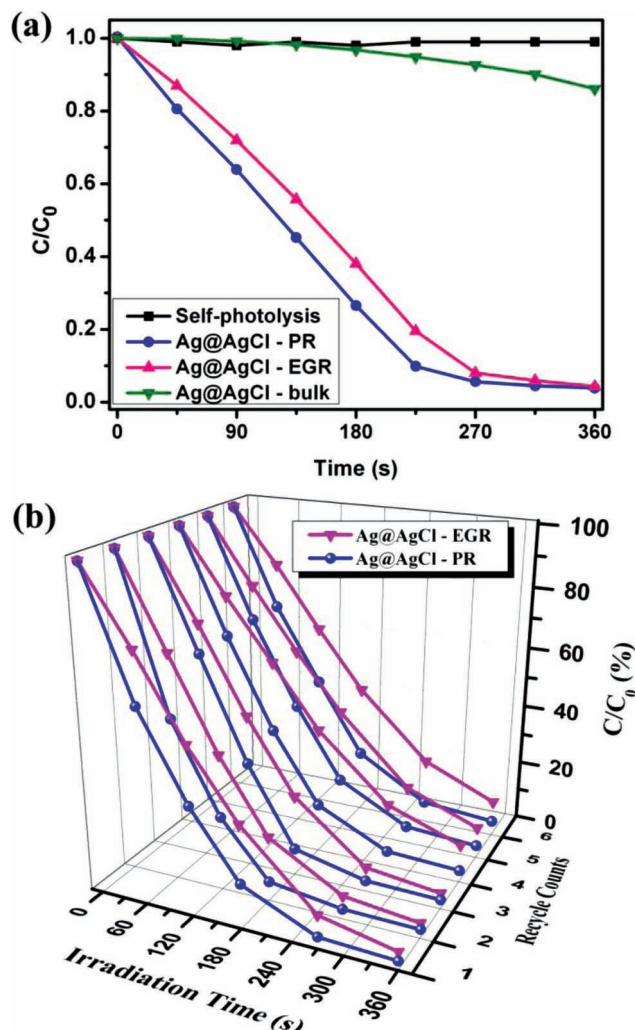 (a)
1.0
0.8
0.6
0.4
0.2
0.0
C/C0
Self-photolysis
Ag@AgCl - PR
Ag@AgCl - EGR
Ag@AgCl - bulk
0 90 180 270 360
Time (s)
(b)
Ag@AgCl - EGR
Ag@AgCl - PR
100
80
60
40
20
0
C/C0 (%)
6
5
4
3
2
1
Recycle Counts
0 60 120 180 240 300 360
Irradiation Time (s)